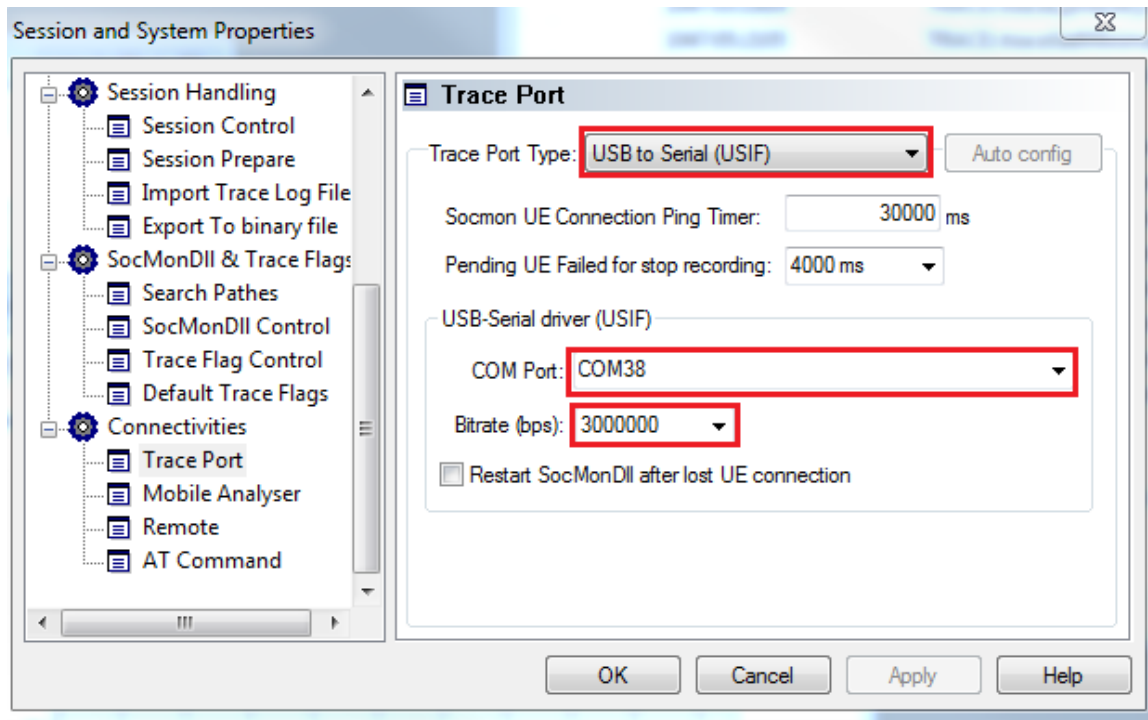 Session and System Properties
Session Handling
Session Control
Session Prepare
Import Trace Log File
Export To binary file
SocMonDll & Trace Flags
Search Pathes
SocMonDll Control
Trace Flag Control
Default Trace Flags
Connectivities
Trace Port
Mobile Analyser
Remote
AT Command
Trace Port
Trace Port Type: USB to Serial (USIF) Auto config
Socmon UE Connection Ping Timer: 30000 ms
Pending UE Failed for stop recording: 4000 ms
USB-Serial driver (USIF)
COM Port: COM38
Bitrate (bps): 3000000
Restart SocMonDll after lost UE connection
OK Cancel Apply Help